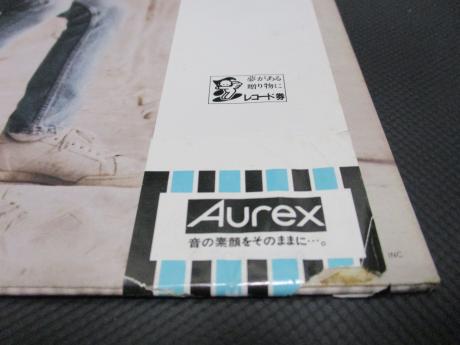 夢がある
贈り物に
レコード券
Aurex
音の素顔をそのままに…。
INC.